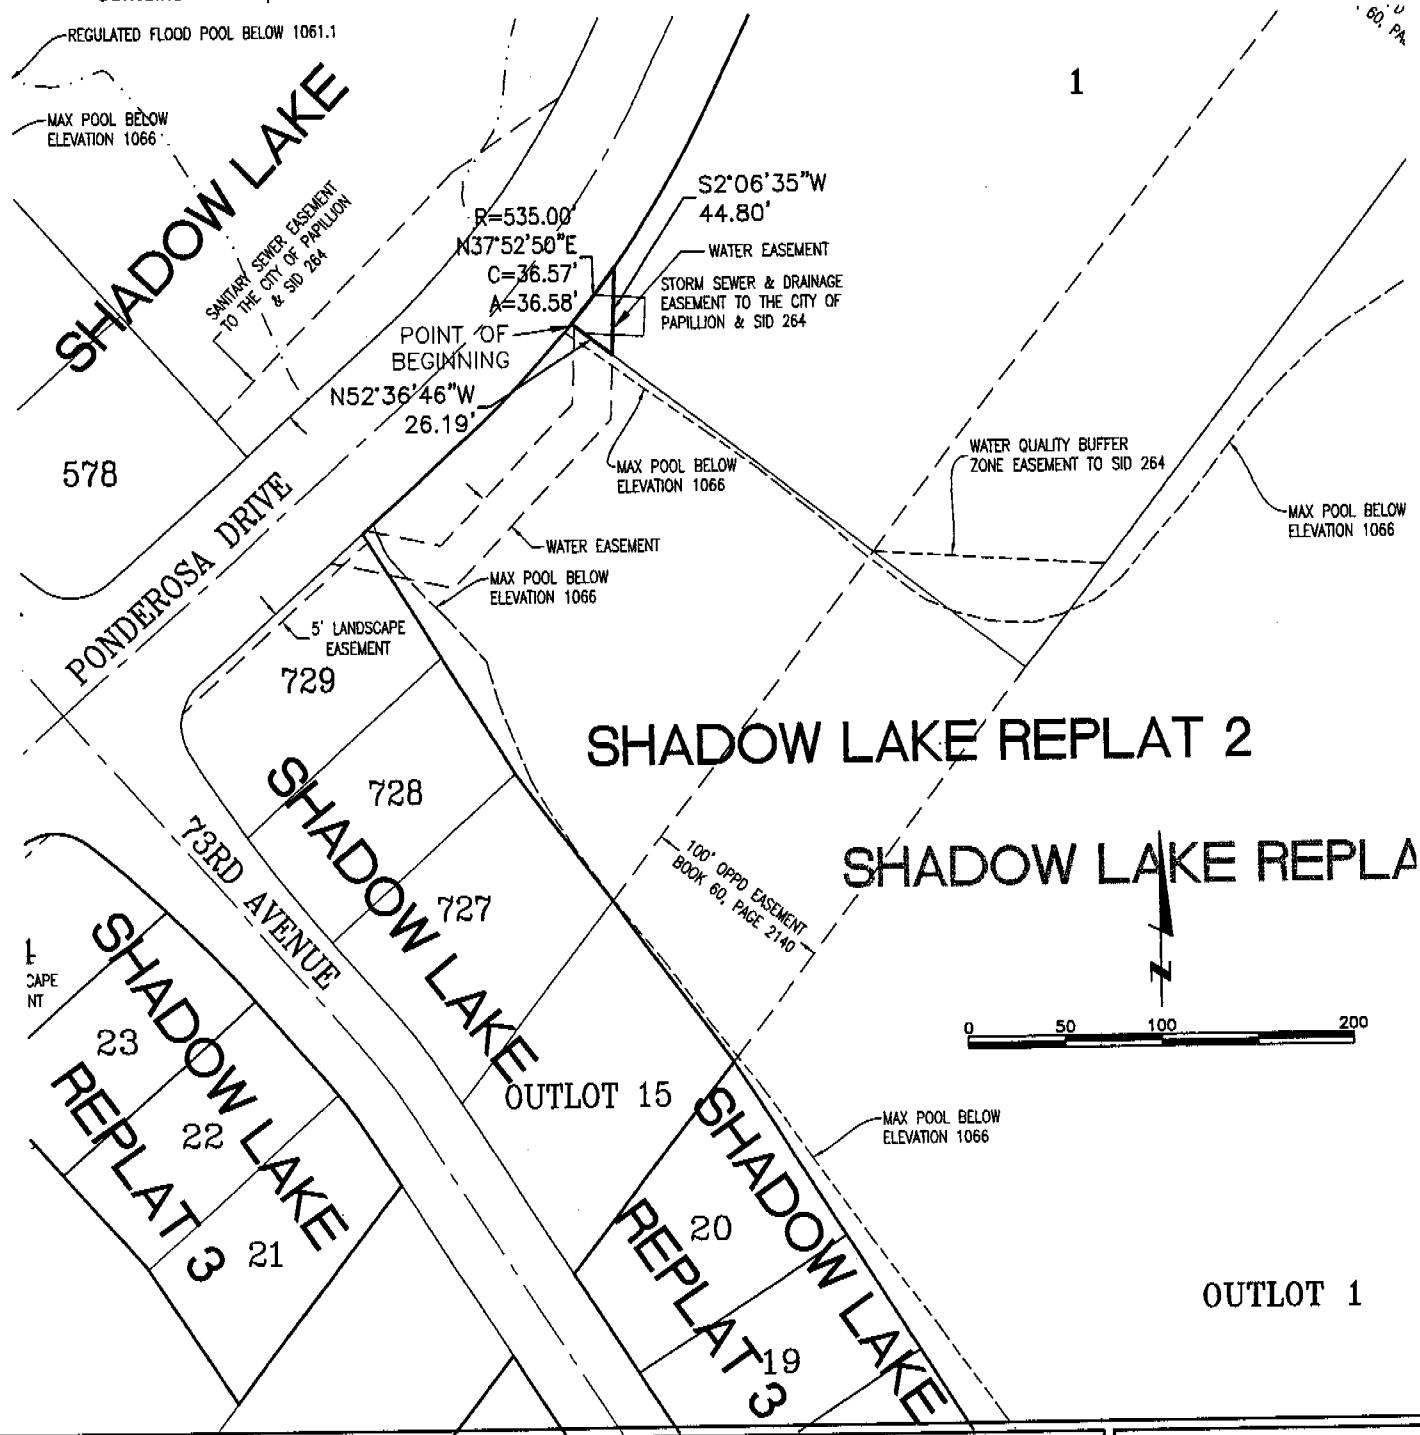 REGULATED FLOOD POOL BELOW 1061.1
MAX POOL BELOW
ELEVATION 1066
SHADOW LAKE
SANITARY SEWER EASEMENT
TO THE CITY OF PAPILLION
& SID 264
1
60, PA
S2°06'35"W
44.80'
R=535.00'
N37°52'50"E
C=36.57'
A=36.58'
WATER EASEMENT
STORM SEWER & DRAINAGE
EASEMENT TO THE CITY OF
PAPILLION & SID 264
POINT OF
BEGINNING
N52°36'46"W
26.19'
578
PONDEROSA DRIVE
MAX POOL BELOW
ELEVATION 1066
WATER QUALITY BUFFER
ZONE EASEMENT TO SID 264
MAX POOL BELOW
ELEVATION 1066
WATER EASEMENT
MAX POOL BELOW
ELEVATION 1066
5' LANDSCAPE
EASEMENT
729
SHADOW LAKE REPLAT 2
728
SHADOW LAKE
727
73RD AVENUE
100' OPPD EASEMENT
BOOK 60, PAGE 2140
SHADOW LAKE REPLA
N
0 50 100 200
CAPE
NT
23
22
21
SHADOW LAKE
REPLAT 3
OUTLOT 15
MAX POOL BELOW
ELEVATION 1066
20
19
SHADOW LAKE
REPLAT 3
OUTLOT 1